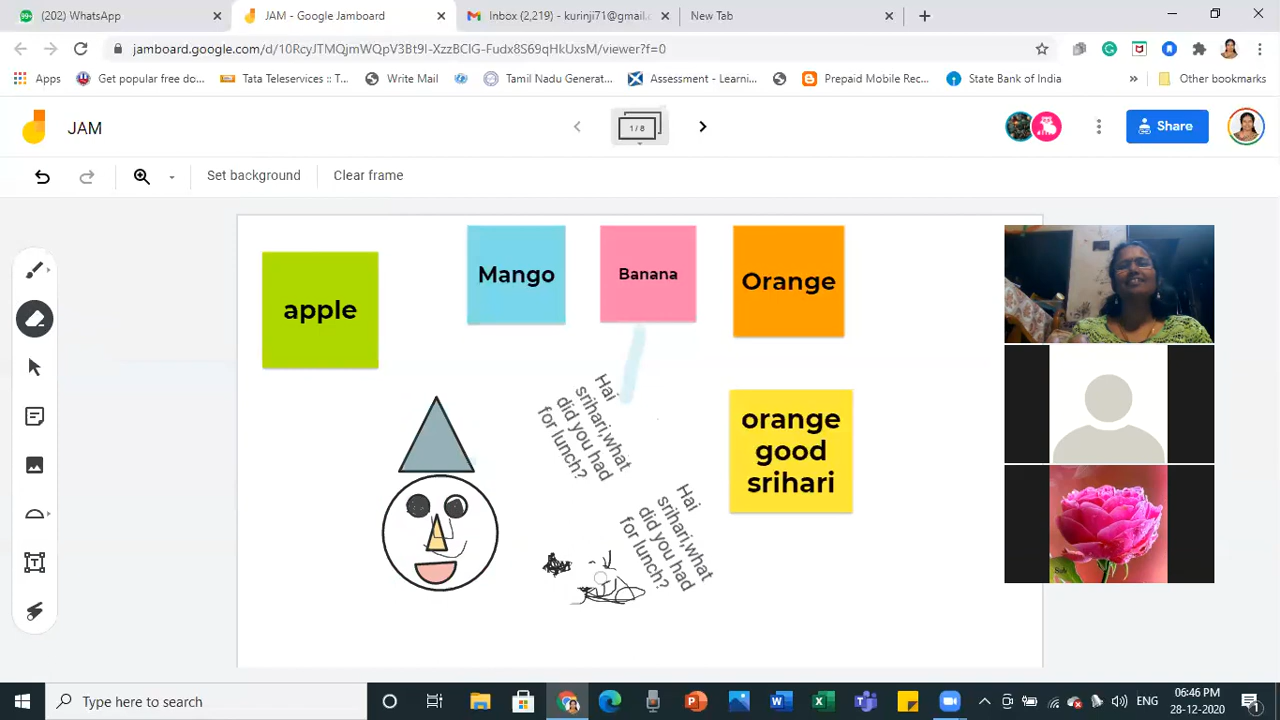 (202) WhatsApp
JAM - Google Jamboard
Inbox (2,219) - kurinji71@gmail.c
New Tab
jamboard.google.com/d/10RcyJTMQjmWQpV3Bt9I-XzzBClG-Fudx8S69qHkUxsM/viewer?f=0
Apps
Get popular free do...
Tata Teleservices :: T...
Write Mail
Tamil Nadu Generat...
Assessment - Learni...
Prepaid Mobile Rec...
State Bank of India
Other bookmarks
JAM
1 / 8
Share
Set background
Clear frame
apple
Mango
Banana
Orange
Hai
srihari,what
did you had
for lunch?
orange
good
srihari
Hai
srihari,what
did you had
for lunch?
Type here to search
ENG
06:46 PM
28-12-2020